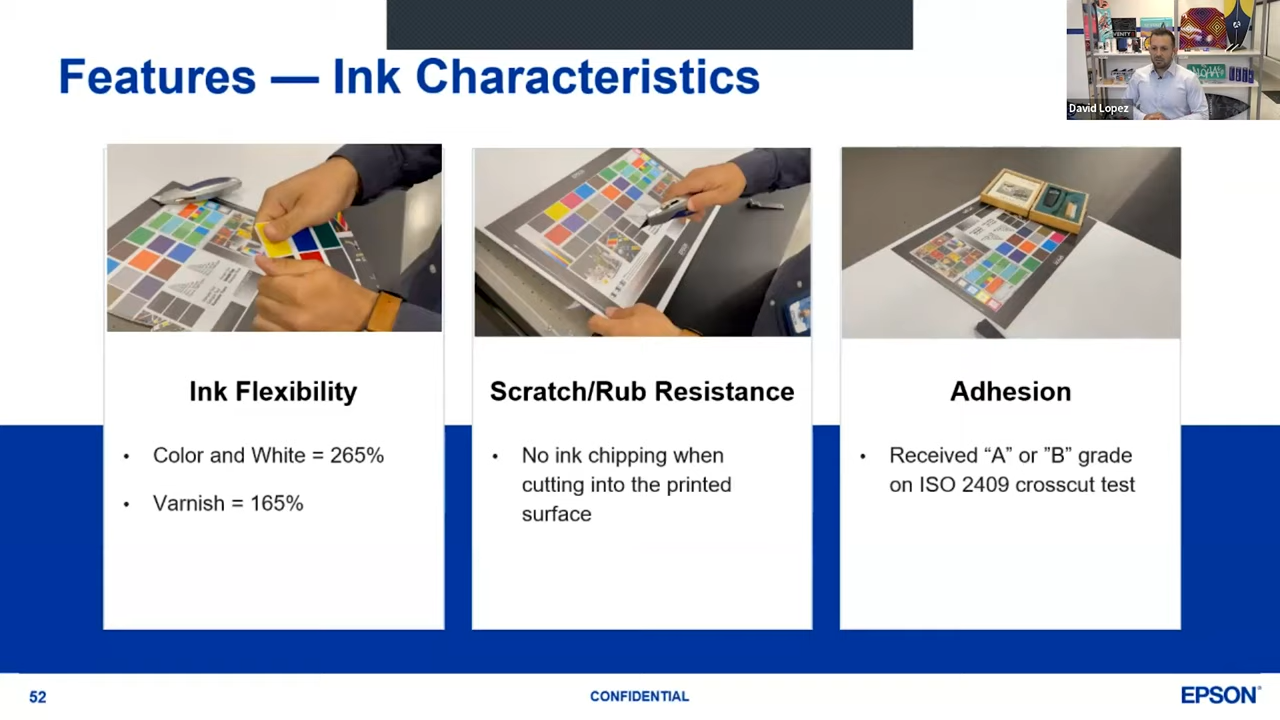 Features — Ink Characteristics
David Lopez
Ink Flexibility
• Color and White = 265%
• Varnish = 165%
Scratch/Rub Resistance
• No ink chipping when
cutting into the printed
surface
Adhesion
• Received “A” or ”B” grade
on ISO 2409 crosscut test
52
CONFIDENTIAL
EPSON